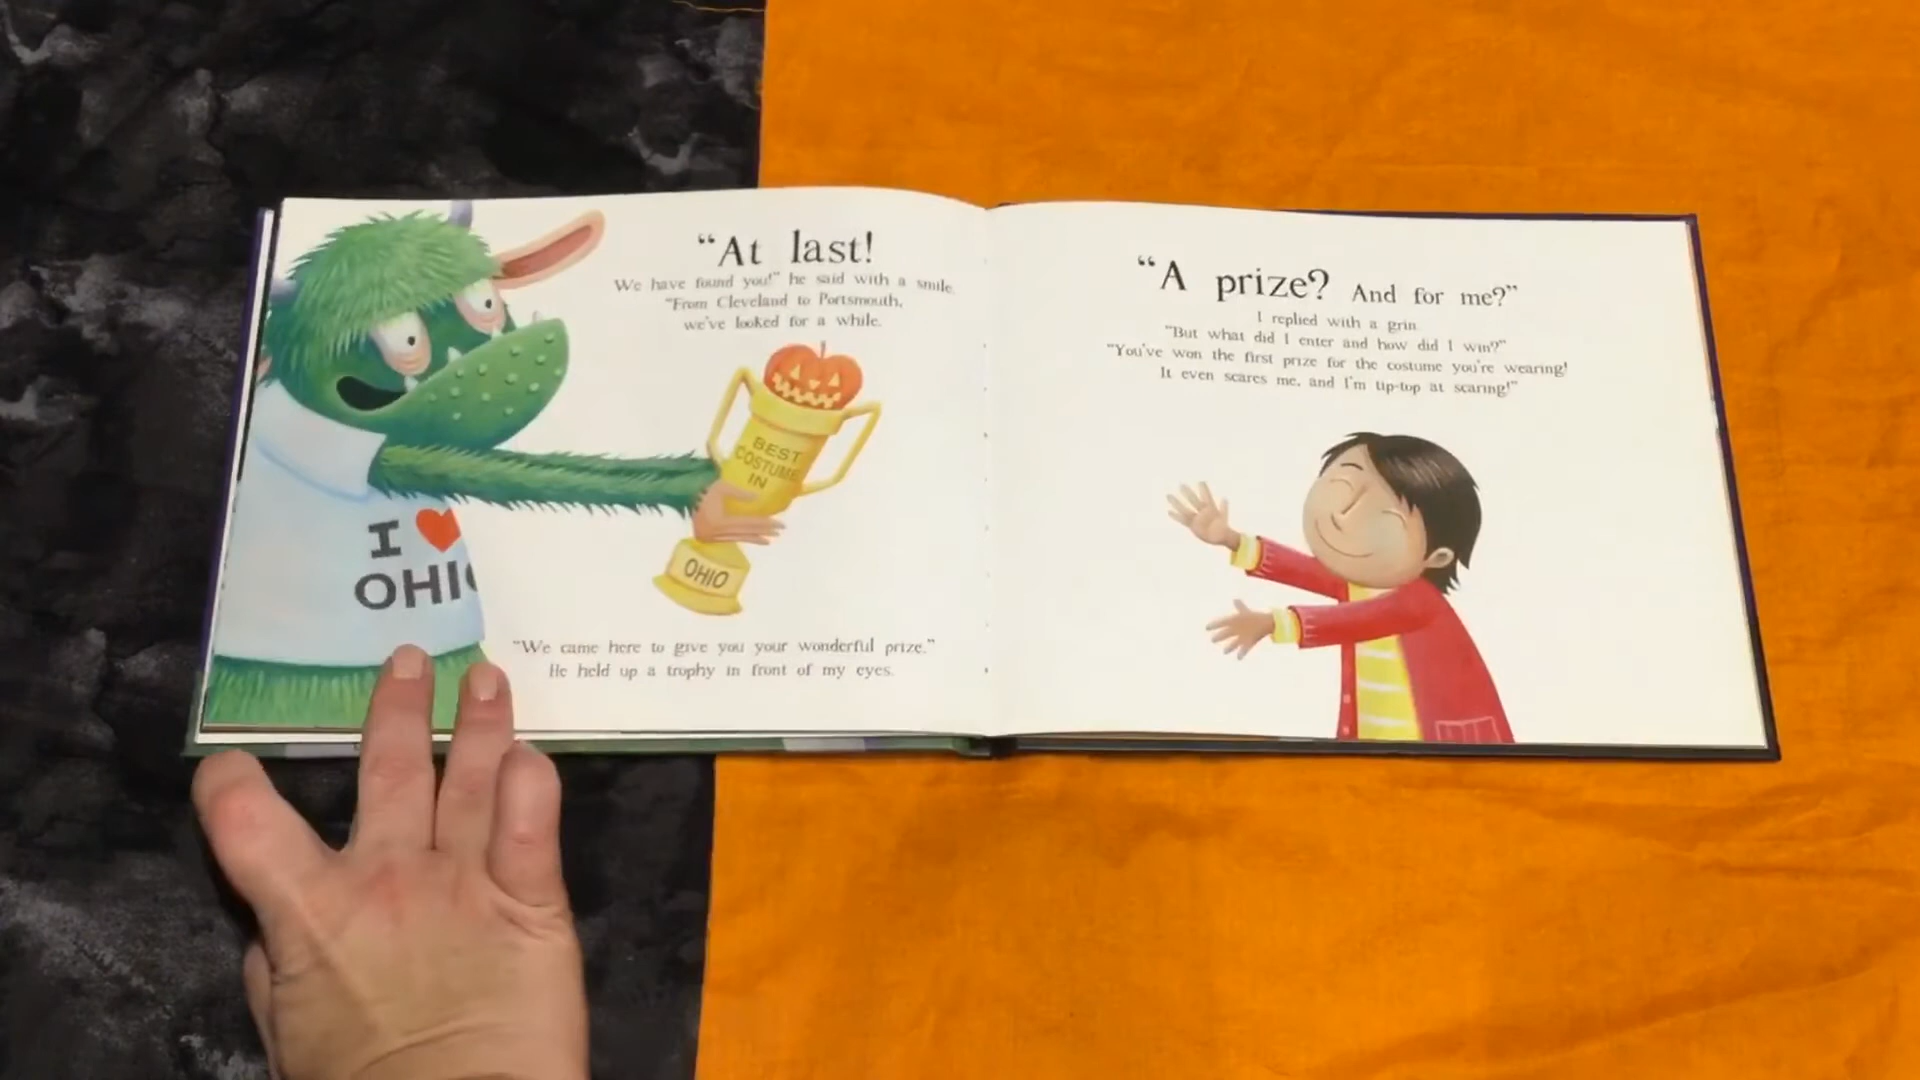 “At last!
We have found you!” he said with a smile.
“From Cleveland to Portsmouth,
we’ve looked for a while.
BEST
COSTUME
IN
OHIO
I ♥
OHIO
“We came here to give you your wonderful prize.”
He held up a trophy in front of my eyes.
“A prize? And for me?”
I replied with a grin.
“But what did I enter and how did I win?”
“You’ve won the first prize for the costume you’re wearing!
It even scares me, and I’m tip-top at scaring!”